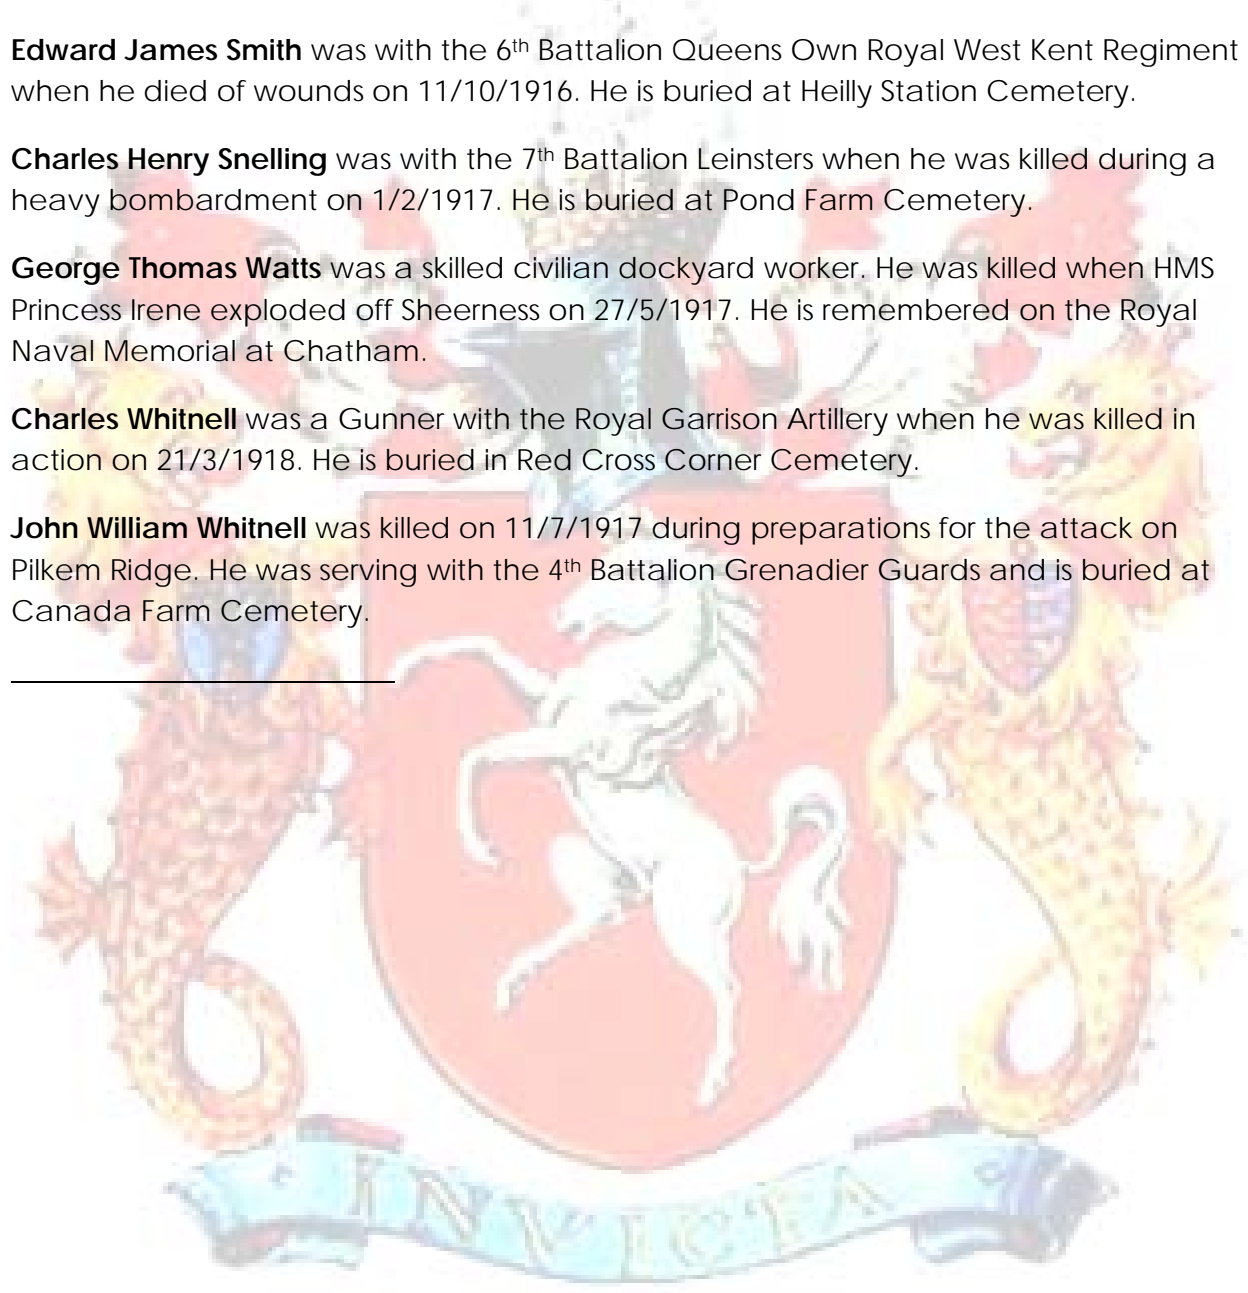 Edward James Smith was with the 6th Battalion Queens Own Royal West Kent Regiment
when he died of wounds on 11/10/1916. He is buried at Heilly Station Cemetery.
Charles Henry Snelling was with the 7th Battalion Leinsters when he was killed during a
heavy bombardment on 1/2/1917. He is buried at Pond Farm Cemetery.
George Thomas Watts was a skilled civilian dockyard worker. He was killed when HMS
Princess Irene exploded off Sheerness on 27/5/1917. He is remembered on the Royal
Naval Memorial at Chatham.
Charles Whitnell was a Gunner with the Royal Garrison Artillery when he was killed in
action on 21/3/1918. He is buried in Red Cross Corner Cemetery.
John William Whitnell was killed on 11/7/1917 during preparations for the attack on
Pilkem Ridge. He was serving with the 4th Battalion Grenadier Guards and is buried at
Canada Farm Cemetery.
INVICTA